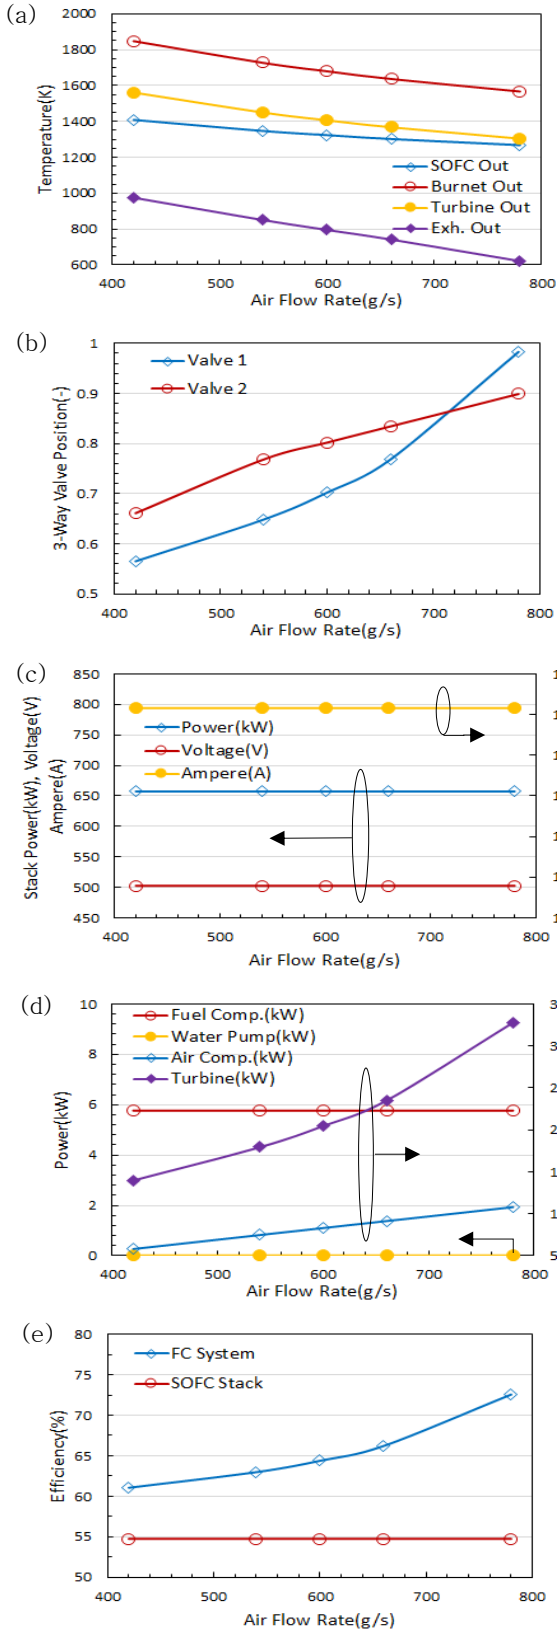 (a)
2000
1800
1600
1400
1200
1000
800
600
Temperature(K)
SOFC Out
Burnet Out
Turbine Out
Exh. Out
400 500 600 700 800
Air Flow Rate(g/s)
(b)
1
0.9
0.8
0.7
0.6
0.5
3-Way Valve Position(-)
Valve 1
Valve 2
400 500 600 700 800
Air Flow Rate(g/s)
(c)
850
800
750
700
650
600
550
500
450
Stack Power(kW), Voltage(V)
Ampere(A)
Power(kW)
Voltage(V)
Ampere(A)
400 500 600 700 800
Air Flow Rate(g/s)
(d)
10
8
6
4
2
0
Power(kW)
Fuel Comp.(kW)
Water Pump(kW)
Air Comp.(kW)
Turbine(kW)
400 500 600 700 800
Air Flow Rate(g/s)
(e)
80
75
70
65
60
55
50
Efficiency(%)
FC System
SOFC Stack
400 500 600 700 800
Air Flow Rate(g/s)